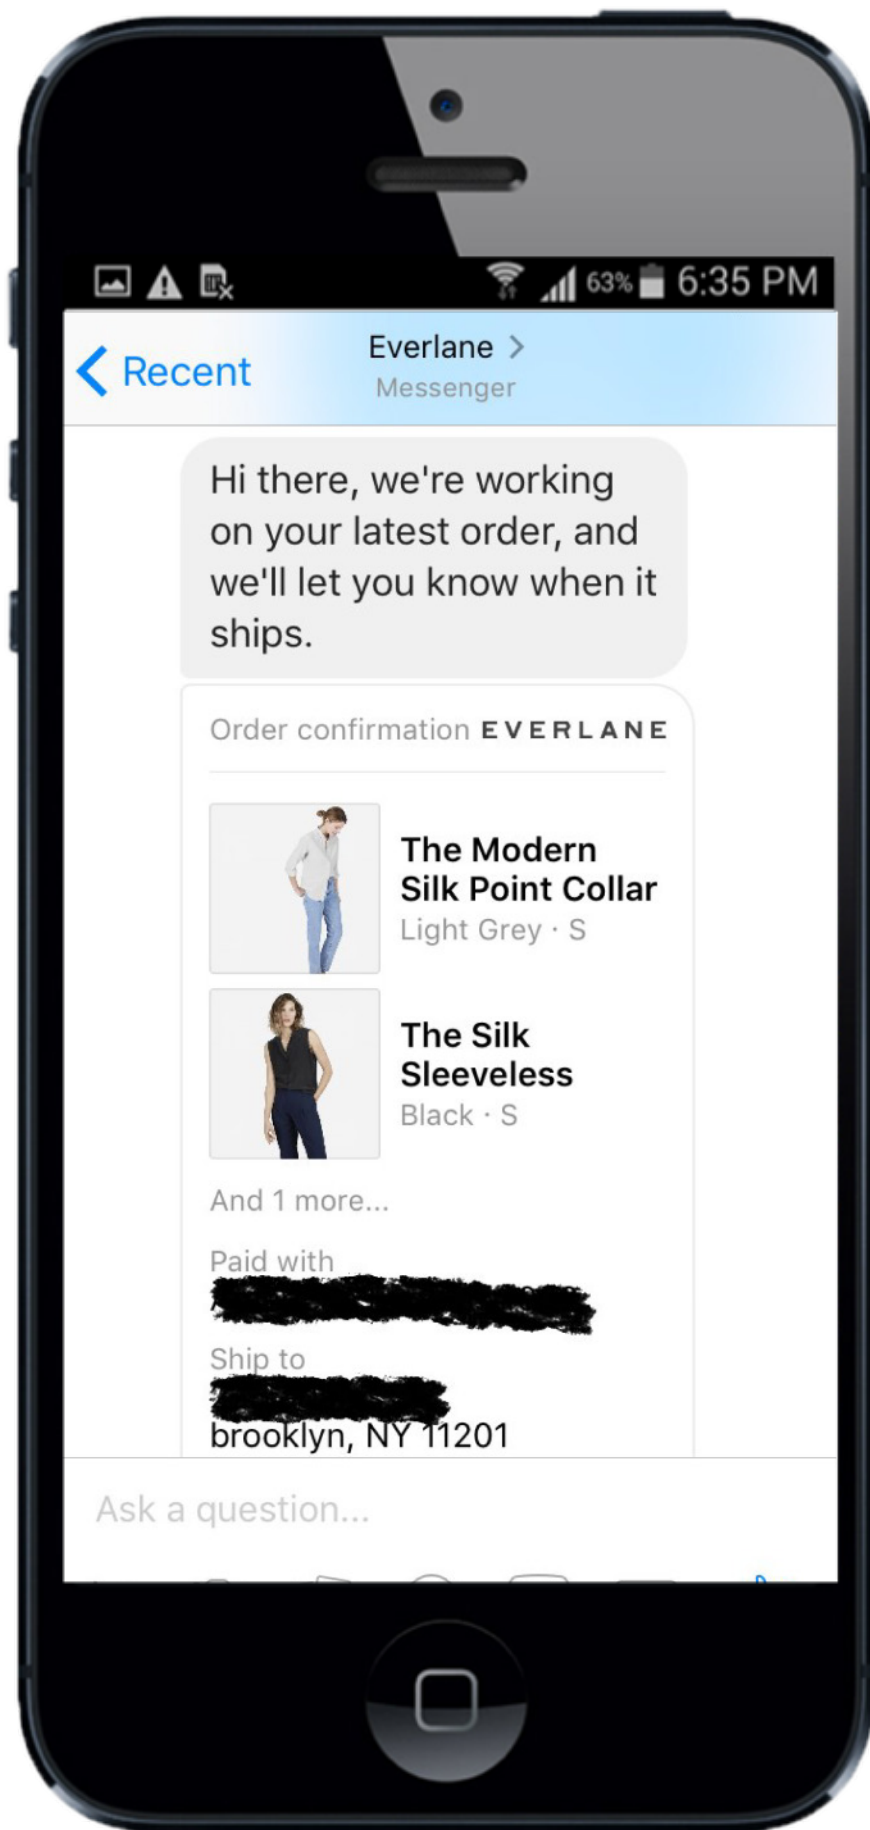 63% 6:35 PM
Recent
Everlane
Messenger
Hi there, we're working
on your latest order, and
we'll let you know when it
ships.
Order confirmation EVERLANE
The Modern
Silk Point Collar
Light Grey · S
The Silk
Sleeveless
Black · S
And 1 more...
Paid with
Ship to
brooklyn, NY 11201
Ask a question...